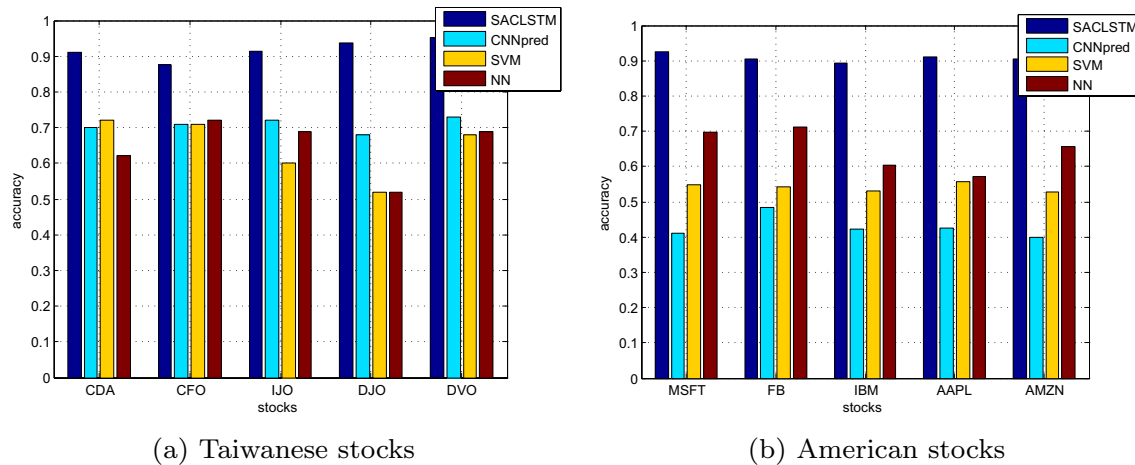 1
0.9
0.8
0.7
0.6
0.5
0.4
0.3
0.2
0.1
0
accuracy
CDA CFO IJO DJO DVO
stocks
SACLSTM
CNNpred
SVM
NN
(a) Taiwanese stocks
1
0.9
0.8
0.7
0.6
0.5
0.4
0.3
0.2
0.1
0
accuracy
MSFT FB IBM AAPL AMZN
stocks
SACLSTM
CNNpred
SVM
NN
(b) American stocks